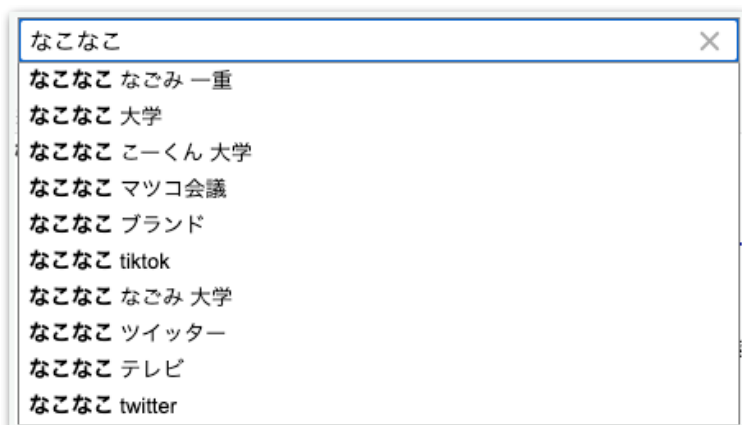 なこなこ
なこなこ なごみ 一重
なこなこ 大学
なこなこ こーくん 大学
なこなこ マツコ会議
なこなこ ブランド
なこなこ tiktok
なこなこ なごみ 大学
なこなこ ツイッター
なこなこ テレビ
なこなこ twitter